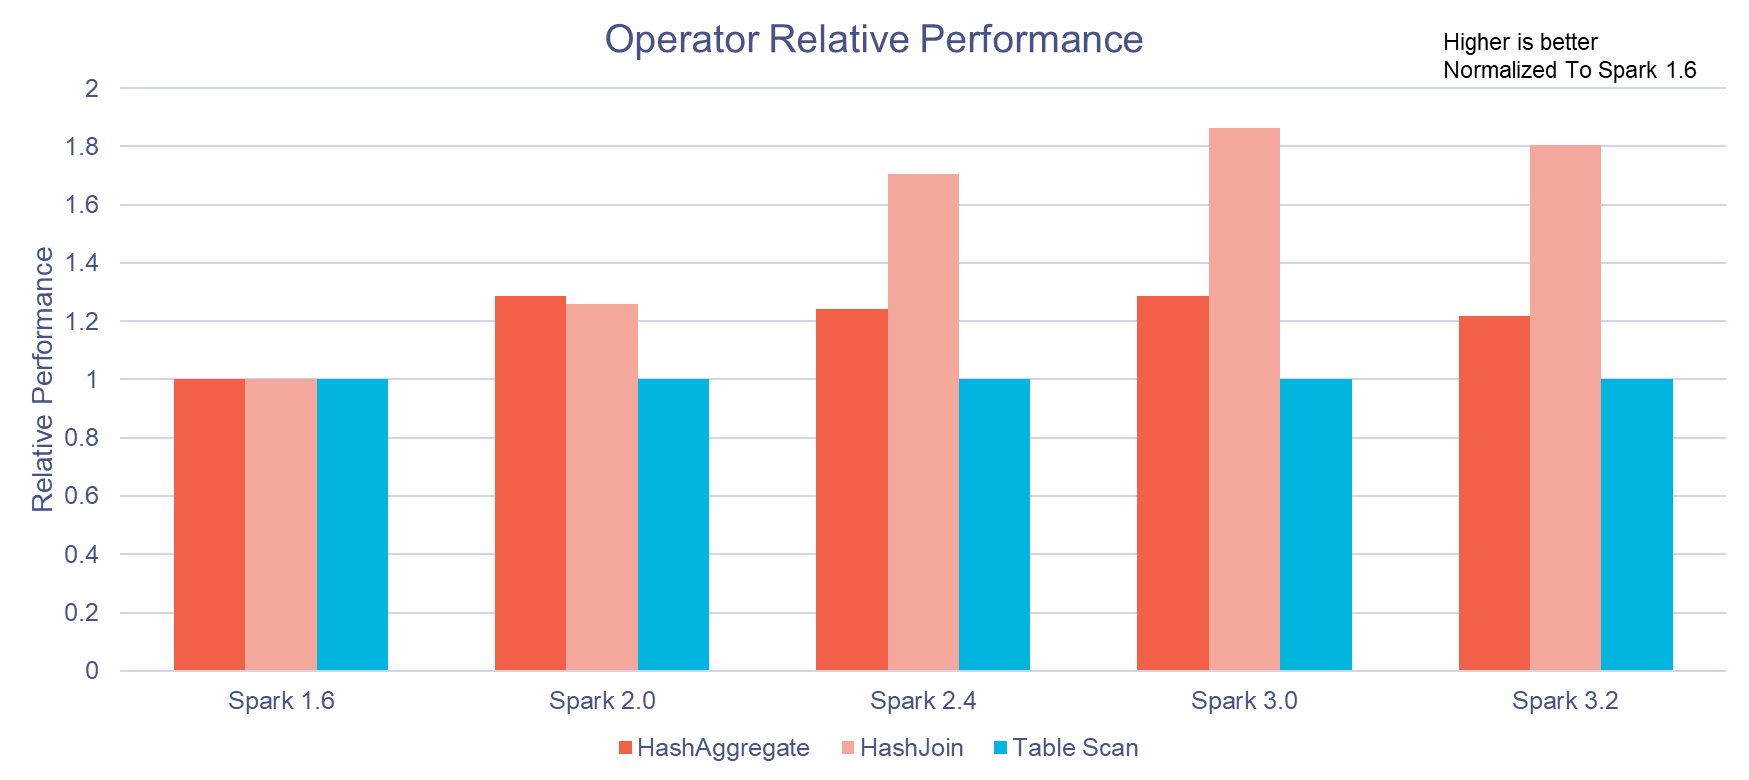 Operator Relative Performance
Higher is better
Normalized To Spark 1.6
Relative Performance
2
1.8
1.6
1.4
1.2
1
0.8
0.6
0.4
0.2
0
Spark 1.6 Spark 2.0 Spark 2.4 Spark 3.0 Spark 3.2
HashAggregate HashJoin Table Scan